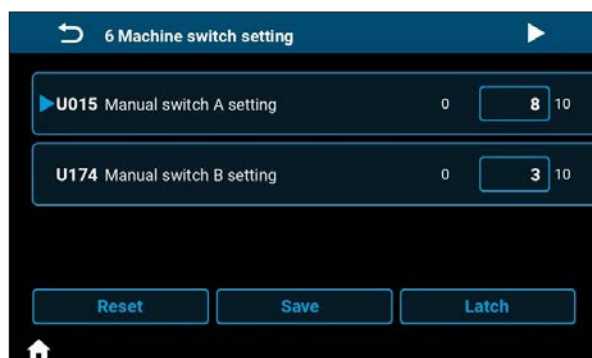 6 Machine switch setting
U015 Manual switch A setting 0 8 10
U174 Manual switch B setting 0 3 10
Reset Save Latch